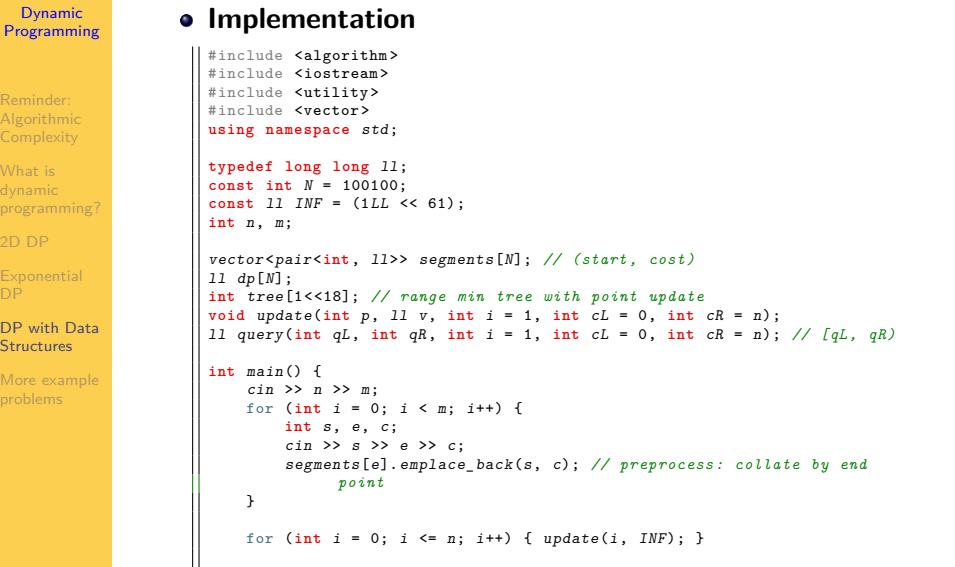 Dynamic
Programming
Reminder:
Algorithmic
Complexity
What is
dynamic
programming?
2D DP
Exponential
DP
DP with Data
Structures
More example
problems
Implementation
#include <algorithm>
#include <iostream>
#include <utility>
#include <vector>
using namespace std;
typedef long long ll;
const int N = 100100;
const ll INF = (1LL << 61);
int n, m;
vector<pair<int, ll>> segments[N]; // (start, cost)
ll dp[N];
int tree[1<<18]; // range min tree with point update
void update(int p, ll v, int i = 1, int cL = 0, int cR = n);
ll query(int qL, int qR, int i = 1, int cL = 0, int cR = n); // [qL, qR)
int main() {
    cin >> n >> m;
    for (int i = 0; i < m; i++) {
        int s, e, c;
        cin >> s >> e >> c;
        segments[e].emplace_back(s, c); // preprocess: collate by end
            point
    }
    for (int i = 0; i <= n; i++) { update(i, INF); }